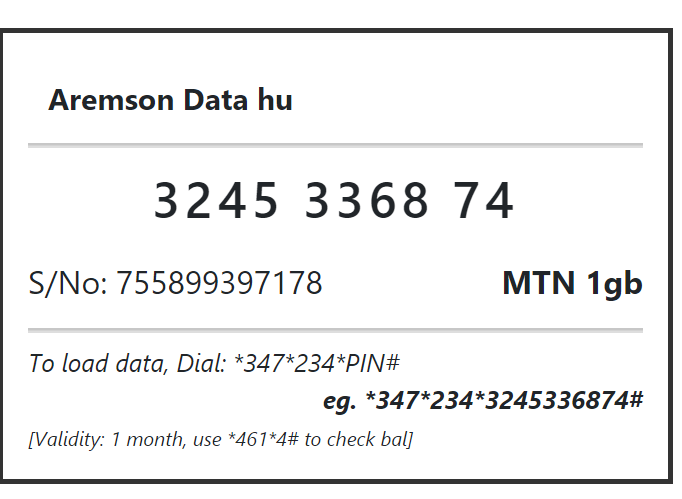 Aremson Data hu
3245 3368 74
S/No: 755899397178 MTN 1gb
To load data, Dial: *347*234*PIN#
eg. *347*234*3245336874#
[Validity: 1 month, use *461*4# to check bal]